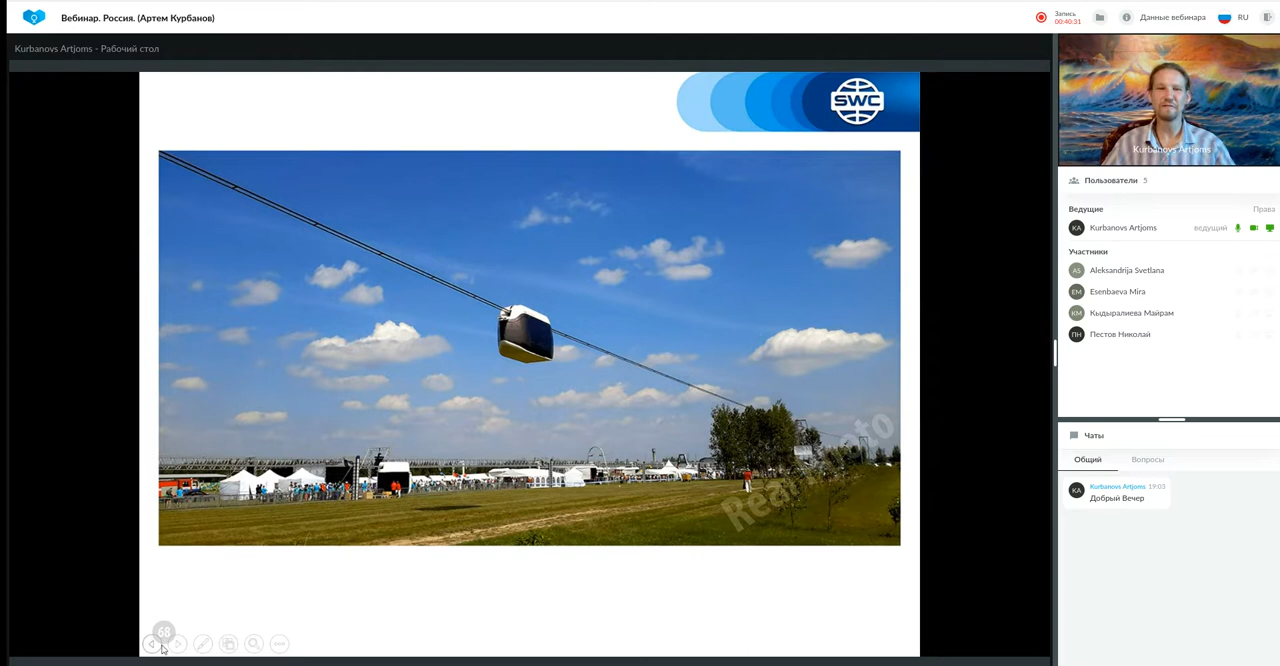 Вебинар. Россия. (Артем Курбанов)
Запись
00:40:31
Данные вебинара
RU
Kurbanovs Artjoms - Рабочий стол
SWC
Kurbanovs Artjoms
Пользователи 5
Ведущие Права
KA Kurbanovs Artjoms ведущий
Участники
AS Aleksandrija Svetlana
EM Esenbaeva Mira
КМ Кыдыралиева Майрам
ПН Пестов Николай
Чаты
Общий Вопросы
KA Kurbanovs Artjoms 19:03
Добрый Вечер
68